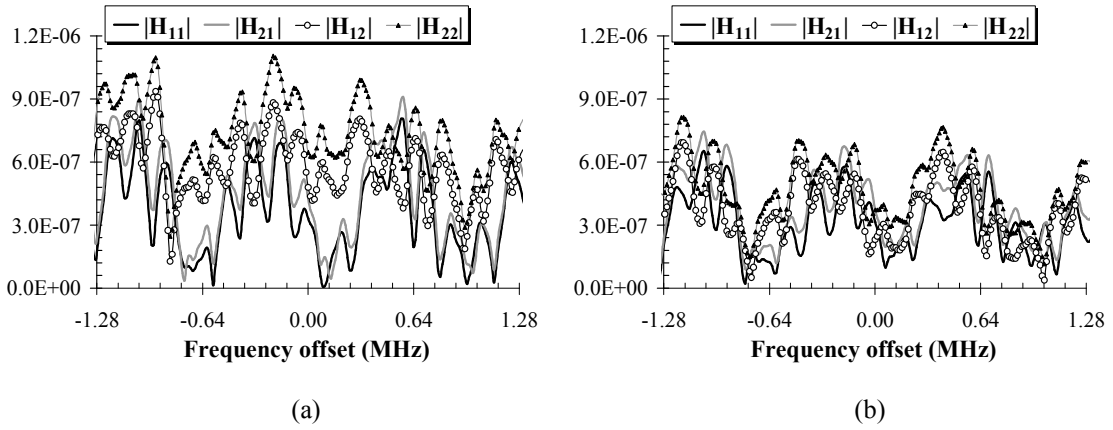 |H11| |H21| |H12| |H22|
1.2E-06
9.0E-07
6.0E-07
3.0E-07
0.0E+00
-1.28 -0.64 0.00 0.64 1.28
Frequency offset (MHz)
(a)
|H11| |H21| |H12| |H22|
1.2E-06
9.0E-07
6.0E-07
3.0E-07
0.0E+00
-1.28 -0.64 0.00 0.64 1.28
Frequency offset (MHz)
(b)